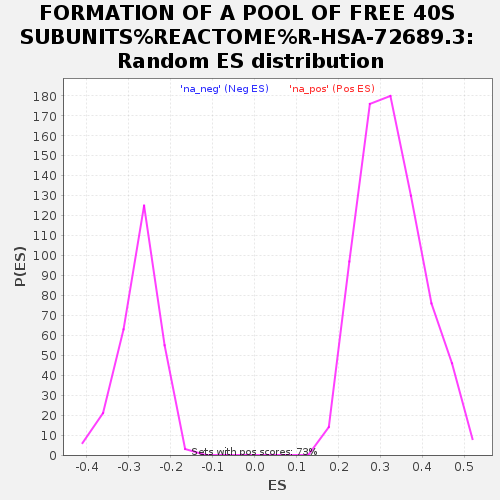 FORMATION OF A POOL OF FREE 40S
SUBUNITS%REACTOME%R-HSA-72689.3:
Random ES distribution
'na_neg' (Neg ES) 'na_pos' (Pos ES)
180
170
160
150
140
130
120
110
100
90
80
70
60
50
40
30
20
10
0
P(ES)
Sets with pos scores: 73%
-0.4 -0.3 -0.2 -0.1 0.0 0.1 0.2 0.3 0.4 0.5
ES